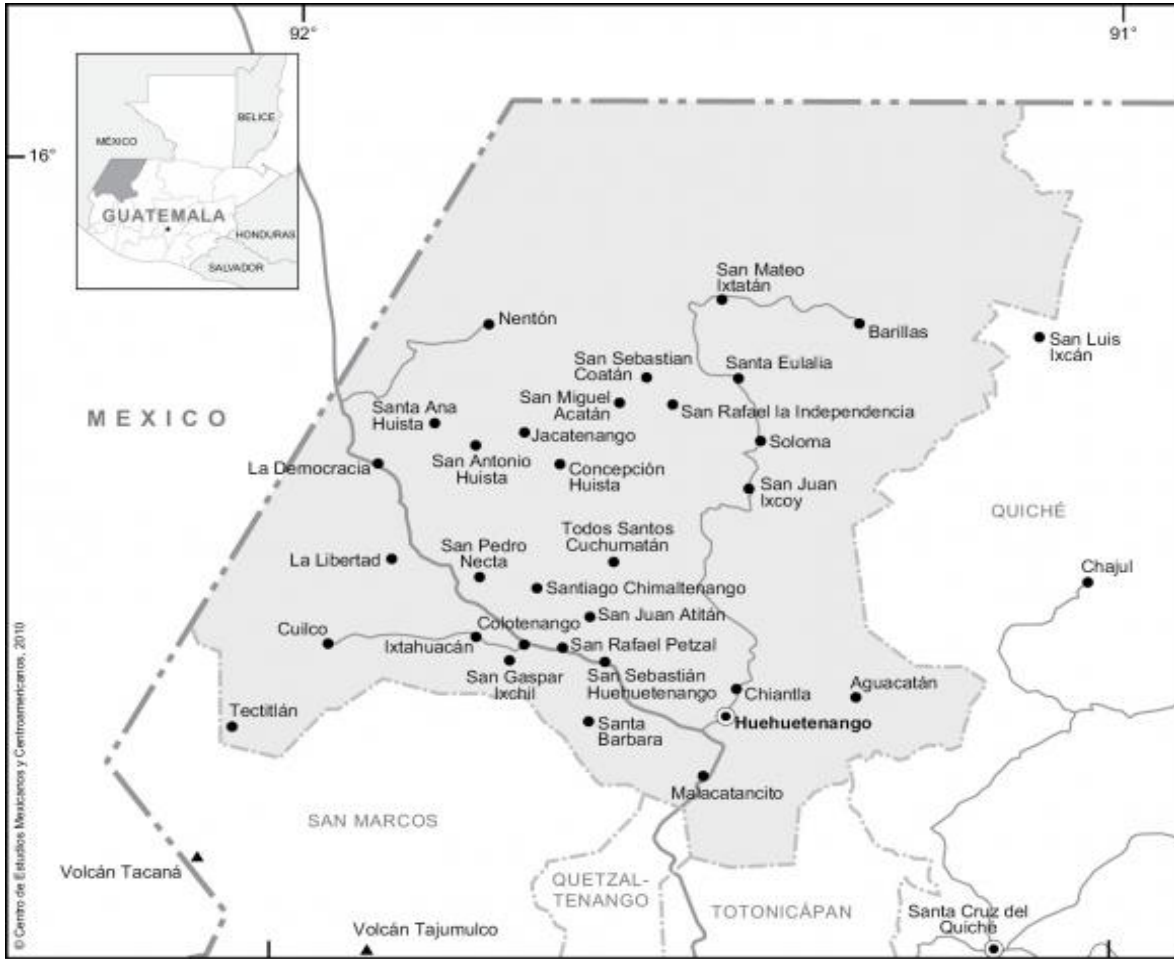 92°
91°
16°
MÉXICO
BELICE
GUATEMALA
HONDURAS
SALVADOR
MEXICO
San Mateo
Ixtatán
Nentón
Barillas
San Luis
Ixcán
San Sebastian
Coatán
Santa Eulalia
San Miguel
Acatán
San Rafael la Independencia
Santa Ana
Huista
Jacatenango
Soloma
San Antonio
Huista
La Democracia
Concepción
Huista
San Juan
Ixcoy
QUICHÉ
Todos Santos
Cuchumatán
San Pedro
Necta
La Libertad
Chajul
Santiago Chimaltenango
San Juan Atitán
Colotenango
Cuilco
Ixtahuacán
San Rafael Petzal
San Gaspar
Ixchil
San Sebastián
Huehuetenango
Chiantla
Aguacatán
Tectitlán
Santa
Barbara
Huehuetenango
Malacatancito
SAN MARCOS
Volcán Tacaná
QUETZAL-
TENANGO
TOTONICÁPAN
Santa Cruz del
Quiché
Volcán Tajumulco
© Centro de Estudios Mexicanos y Centroamericanos, 2010